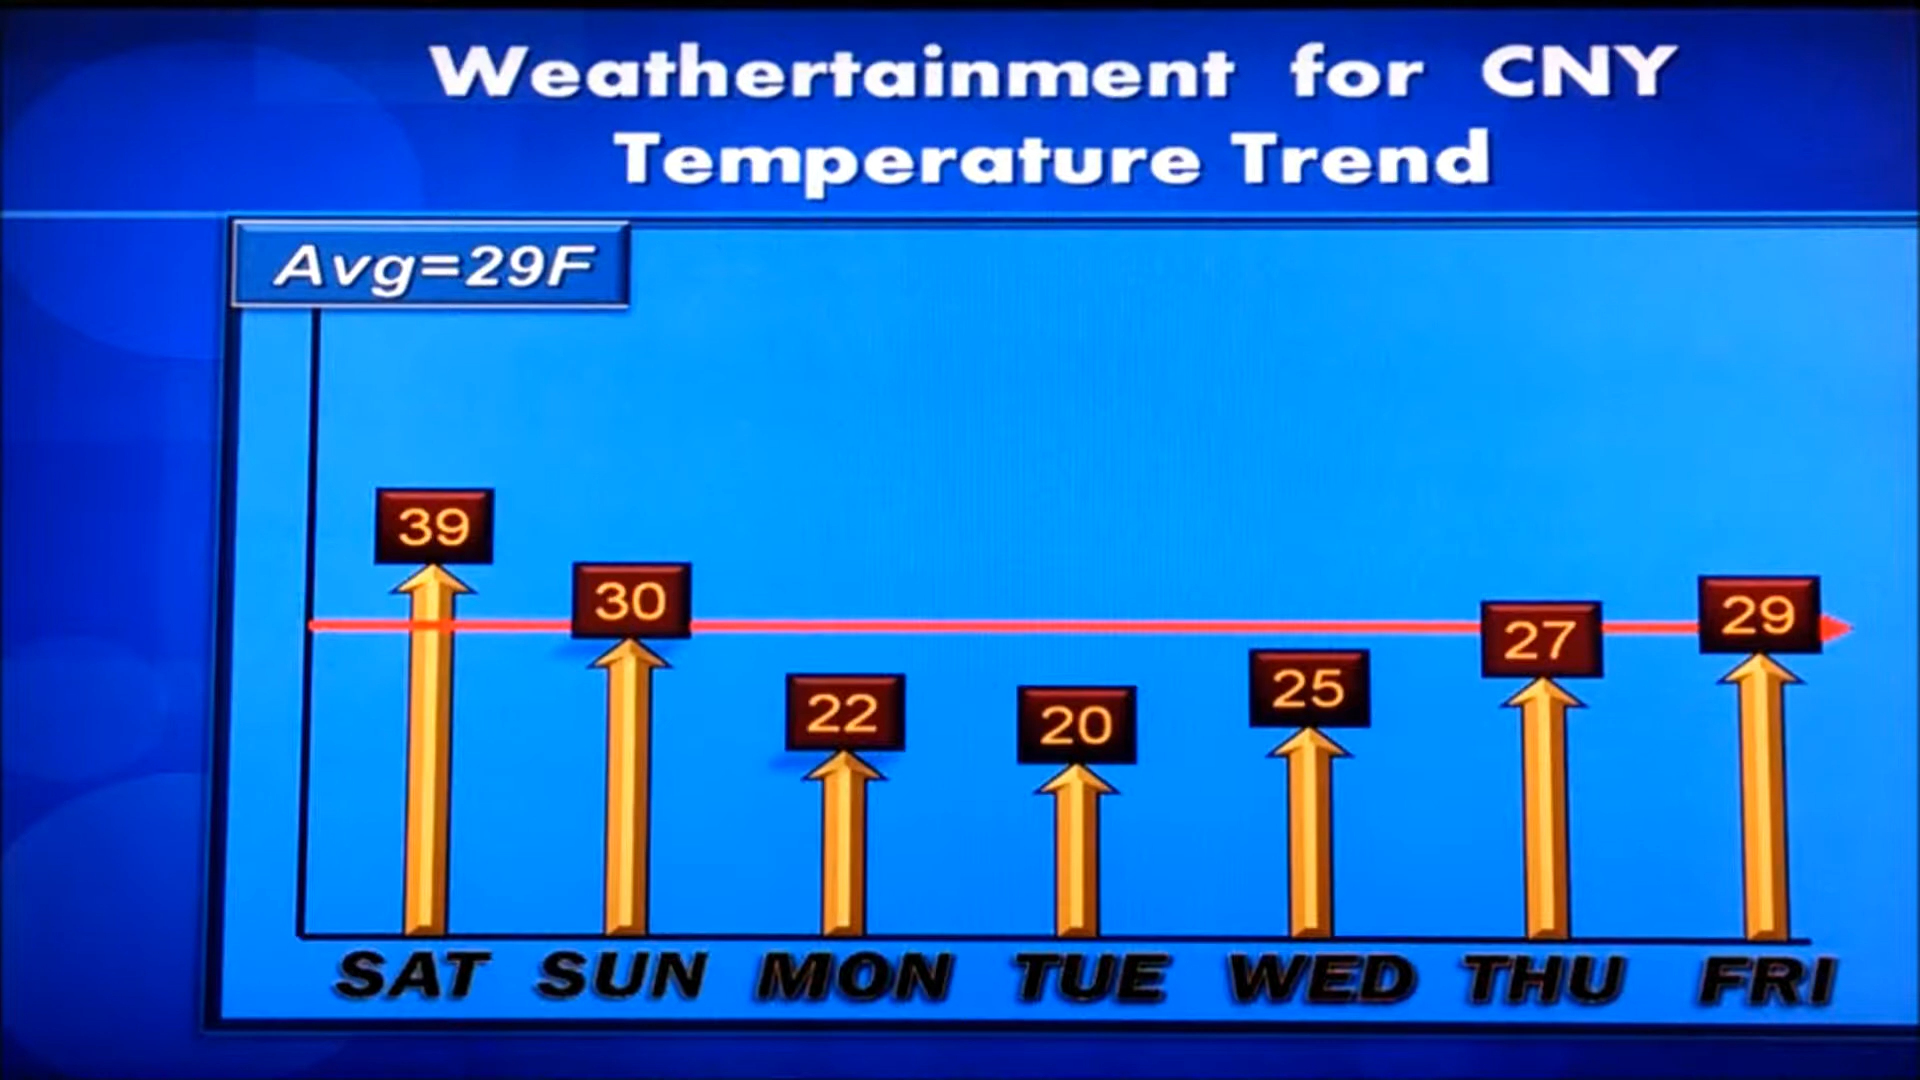 Weathertainment for CNY
Temperature Trend
Avg=29F
39
30
22
20
25
27
29
SAT SUN MON TUE WED THU FRI